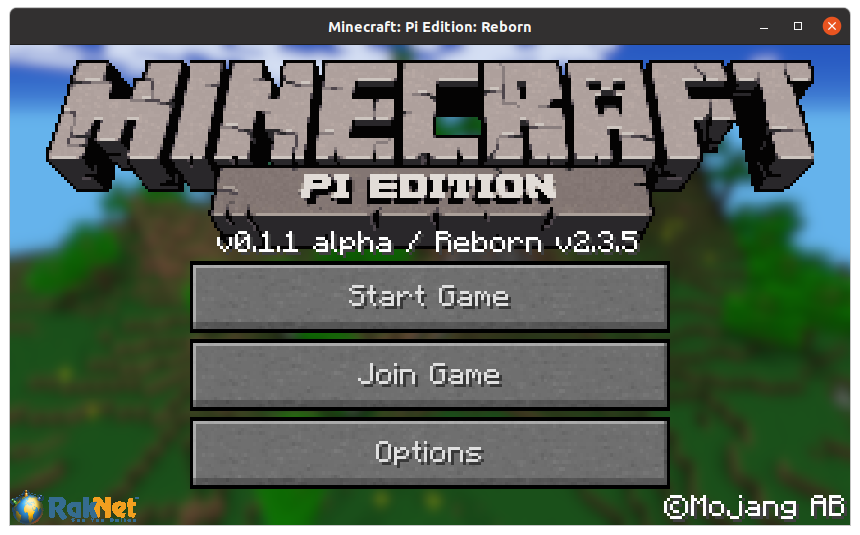 Minecraft: Pi Edition: Reborn
MINECRAFT
PI EDITION
v0.1.1 alpha / Reborn v2.3.5
Start Game
Join Game
Options
RakNet
©Mojang AB